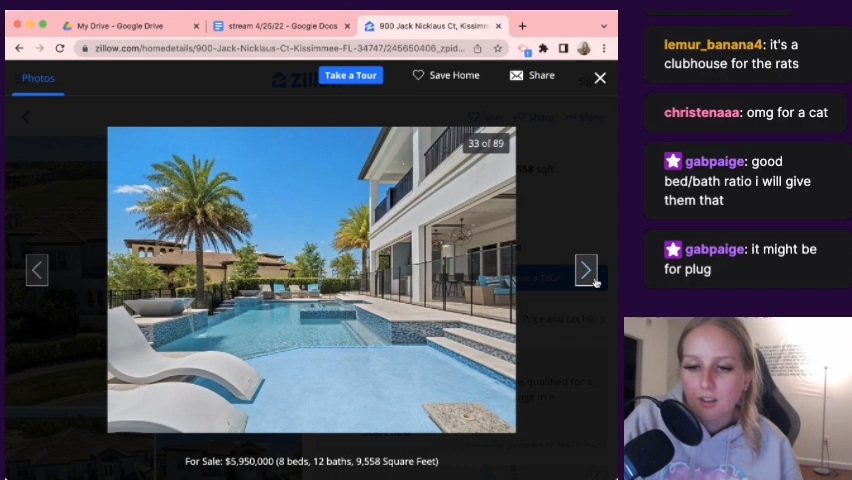 My Drive - Google Drive
stream 4/25/22 - Google Docs
900 Jack Nicklaus Ct, Kissimm
zillow.com/homedetails/900-Jack-Nicklaus-Ct-Kissimmee-FL-34747/245650406_zpid...
Photos
Take a Tour
Save Home
Share
33 of 89
For Sale: $5,950,000 (8 beds, 12 baths, 9,558 Square Feet)
lemur_banana4: it's a
clubhouse for the rats
christenaaa: omg for a cat
gabpaige: good
bed/bath ratio i will give
them that
gabpaige: it might be
for plug